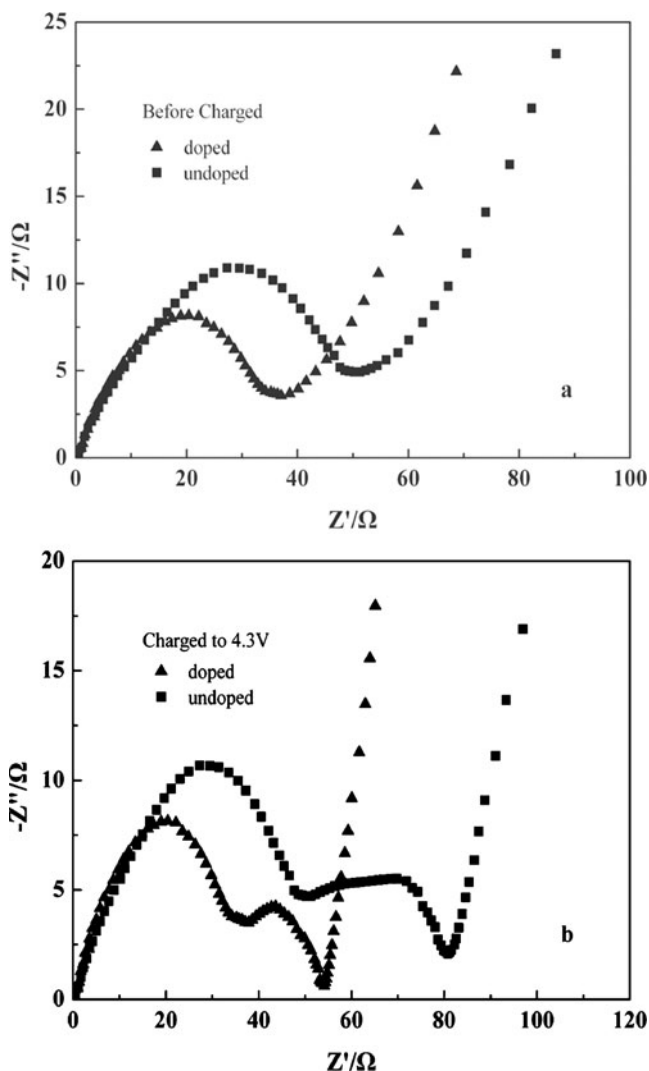 25
20
15
10
5
0
-Z''/Ω
Before Charged
▲ doped
■ undoped
a
0 20 40 60 80 100
Z'/Ω
20
15
10
5
0
-Z''/Ω
Charged to 4.3V
▲ doped
■ undoped
b
0 20 40 60 80 100 120
Z'/Ω